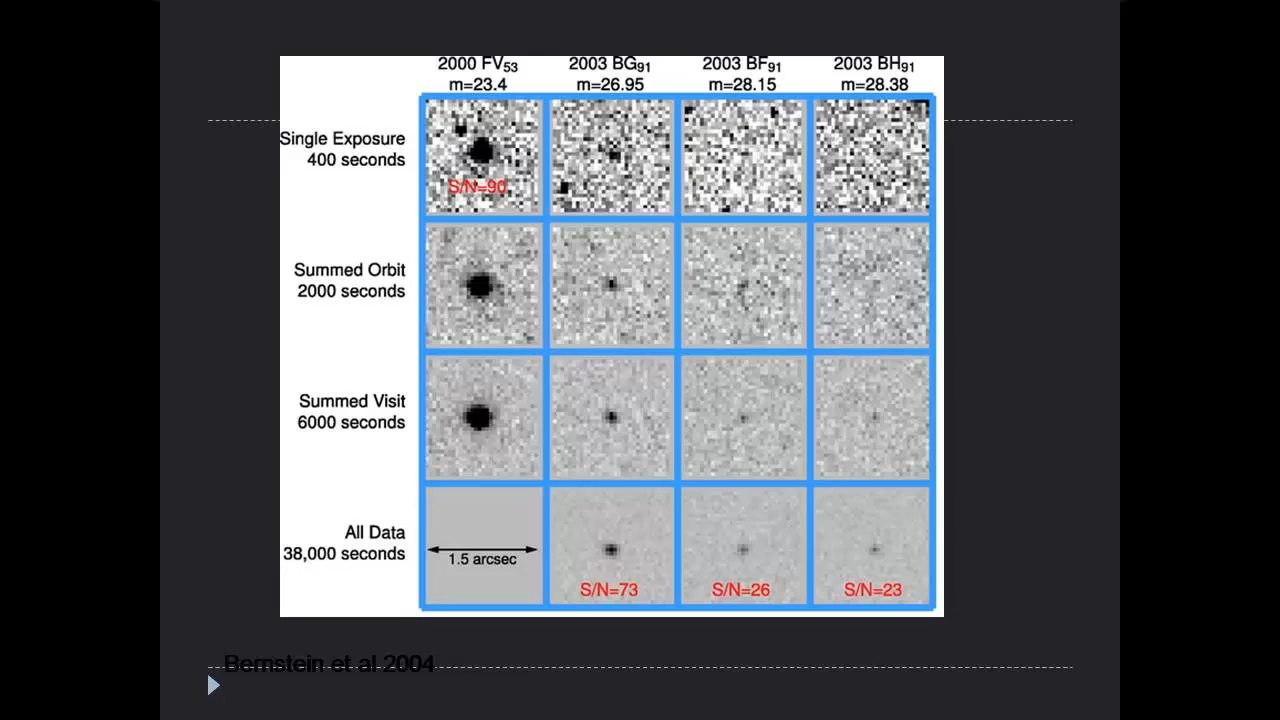 2000 FV53 2003 BG91 2003 BF91 2003 BH91
m=23.4 m=26.95 m=28.15 m=28.38
Single Exposure
400 seconds
S/N=90
Summed Orbit
2000 seconds
Summed Visit
6000 seconds
All Data
38,000 seconds
1.5 arcsec
S/N=73 S/N=26 S/N=23
Bernstein et al 2004